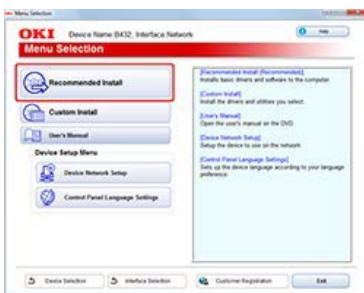 Menu Selection
OKI Device Name: B432, Interface: Network
Menu Selection
Recommended Install
Custom Install
User's Manual
Device Setup Menu
Device Network Setup
Control Panel Language Settings
[Recommended Install (Recommended)]
Installs basic drivers and software to the computer.
[Custom Install]
Install the drivers and utilities you select.
[User's Manual]
Open the user's manual on the DVD.
[Device Network Setup]
Setup the device to use on the network.
[Control Panel Language Settings]
Sets up the device language according to your language
preference.
Device Selection
Interface Selection
Customer Registration
Exit